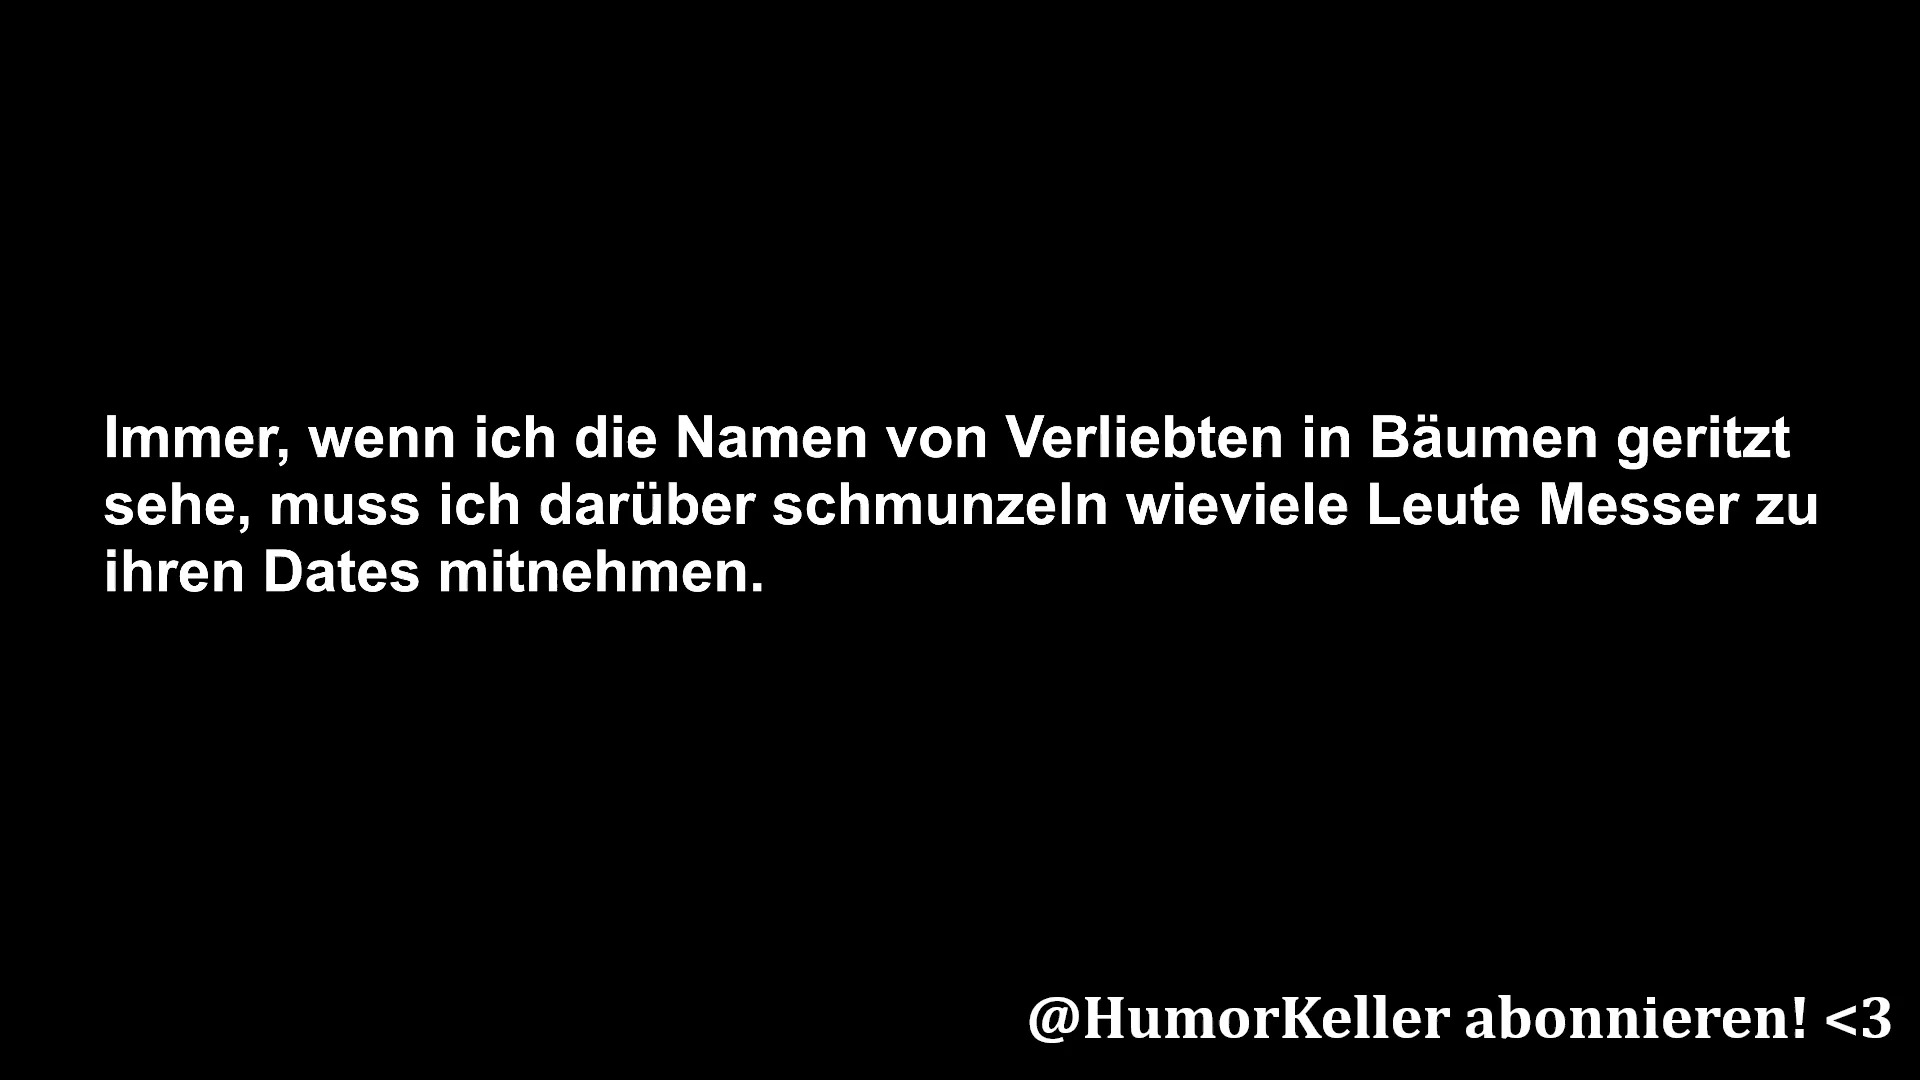 Immer, wenn ich die Namen von Verliebten in Bäumen geritzt
sehe, muss ich darüber schmunzeln wieviele Leute Messer zu
ihren Dates mitnehmen.
@HumorKeller abonnieren! <3